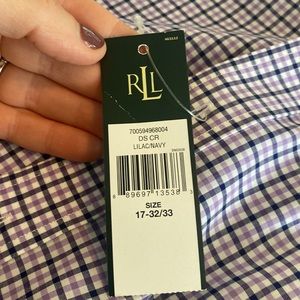 RLL
700594968004
DS CR
LILAC/NAVY
8 89697 13538 3
SIZE
17-32/33